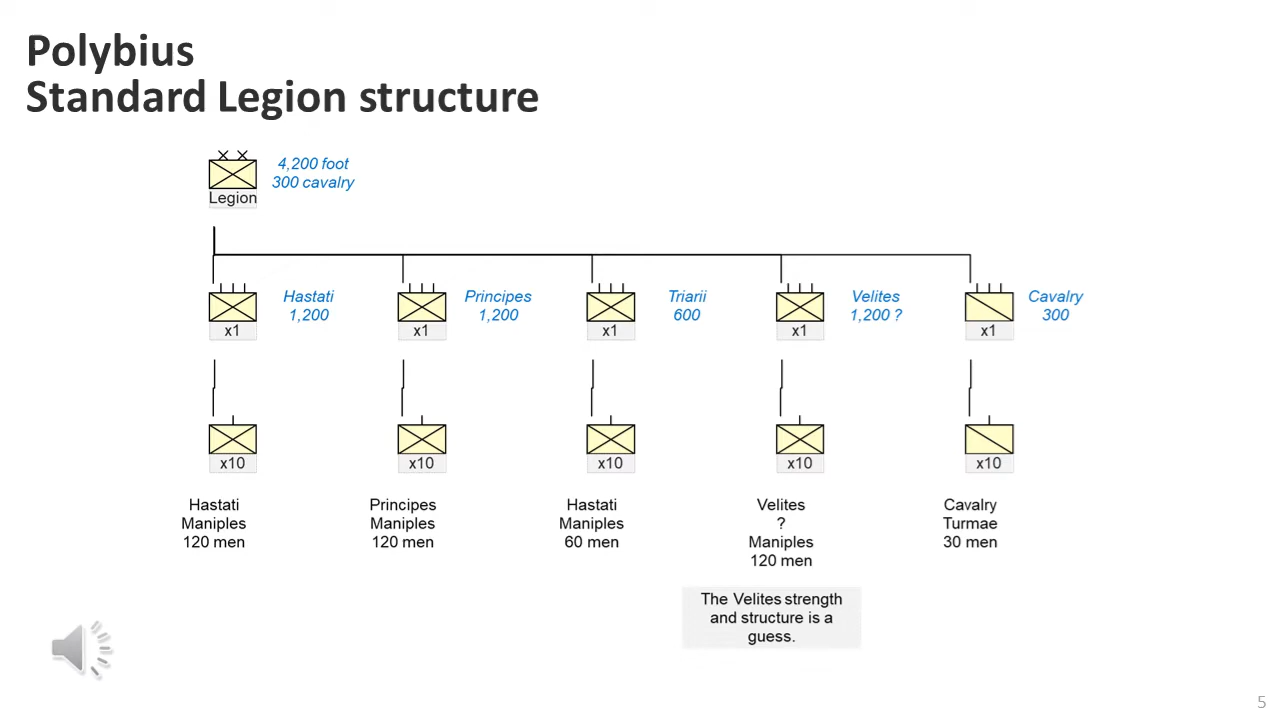 Polybius
Standard Legion structure
4,200 foot
300 cavalry
Legion
Hastati
1,200
x1
Principes
1,200
x1
Triarii
600
x1
Velites
1,200 ?
x1
Cavalry
300
x1
x10
x10
x10
x10
x10
Hastati
Maniples
120 men
Principes
Maniples
120 men
Hastati
Maniples
60 men
Velites
?
Maniples
120 men
Cavalry
Turmae
30 men
The Velites strength
and structure is a
guess.
5